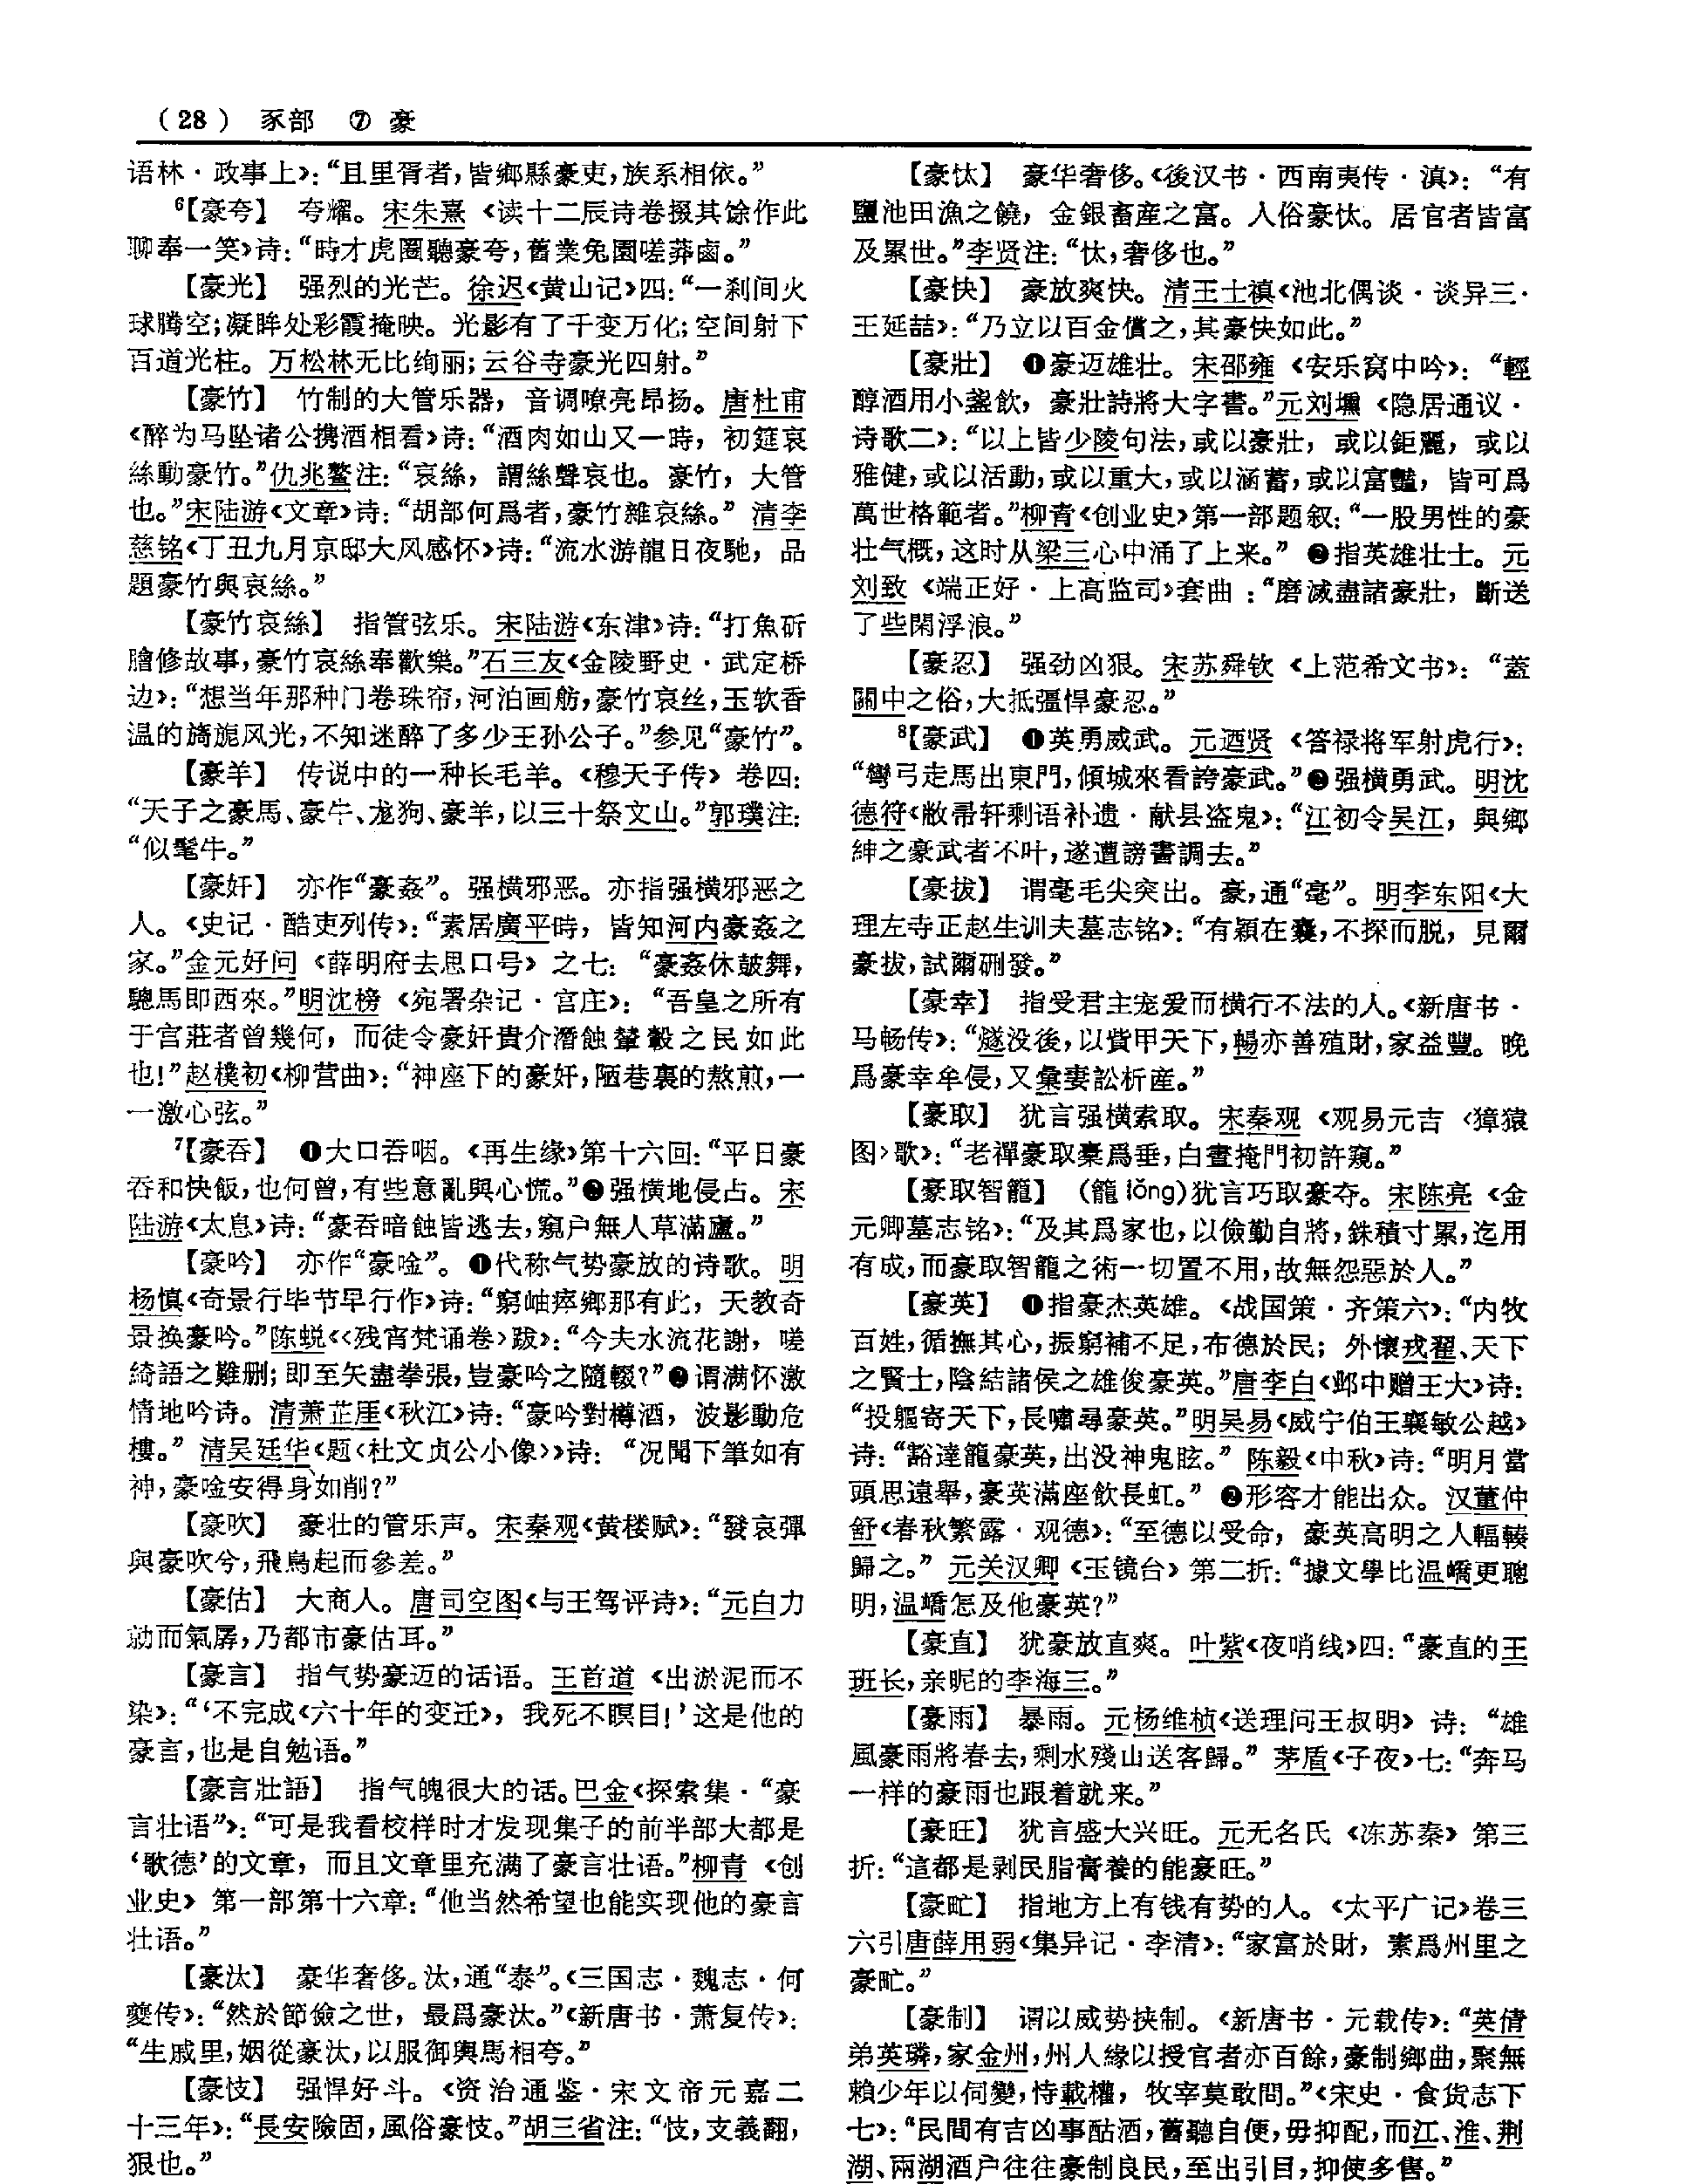 （28） 豕部 ⑦ 豪
语林·政事上》：“且里胥者，皆鄉縣豪吏，族系相依。”
⁶【豪夸】 夸耀。宋朱熹《读十二辰诗卷掇其馀作此
聊奉一笑》诗：“時才虎圈聽豪夸，舊業兔園嗟莽鹵。”
【豪光】 强烈的光芒。徐迟《黄山记》四：“一刹间火
球腾空；凝眸处彩霞掩映。光影有了千变万化；空间射下
百道光柱。万松林无比绚丽；云谷寺豪光四射。”
【豪竹】 竹制的大管乐器，音调嘹亮昂扬。唐杜甫
《醉为马坠诸公携酒相看》诗：“酒肉如山又一時，初筵哀
絲動豪竹。”仇兆鳌注：“哀絲，謂絲聲哀也。豪竹，大管
也。”宋陆游《文章》诗：“胡部何爲者，豪竹雜哀絲。”清李
慈铭《丁丑九月京邸大风感怀》诗：“流水游龍日夜馳，品
題豪竹與哀絲。”
【豪竹哀絲】 指管弦乐。宋陆游《东津》诗：“打魚斫
膾修故事，豪竹哀絲奉歡樂。”石三友《金陵野史·武定桥
边》：“想当年那种门卷珠帘，河泊画舫，豪竹哀丝，玉软香
温的旖旎风光，不知迷醉了多少王孙公子。”参见“豪竹”。
【豪羊】 传说中的一种长毛羊。《穆天子传》卷四：
“天子之豪馬、豪牛、尨狗、豪羊，以三十祭文山。”郭璞注：
“似髦牛。”
【豪奸】 亦作“豪姦”。强横邪恶。亦指强横邪恶之
人。《史记·酷吏列传》：“素居廣平時，皆知河内豪姦之
家。”金元好问《薛明府去思口号》之七：“豪姦休鼓舞，
驄馬即西來。”明沈榜《宛署杂记·宫庄》：“吾皇之所有
于宫莊者曾幾何，而徒令豪奸貴介潛蝕輦轂之民如此
也！”赵樸初《柳营曲》：“神座下的豪奸，陋巷裏的熬煎，一
一激心弦。”
⁷【豪吞】 ❶大口吞咽。《再生缘》第十六回：“平日豪
吞和快飯，也何曾，有些意亂與心慌。”❷强横地侵占。宋
陆游《太息》诗：“豪吞暗蝕皆逃去，窺户無人草滿廬。”
【豪吟】 亦作“豪唫”。❶代称气势豪放的诗歌。明
杨慎《奇景行毕节早行作》诗：“窮岫瘴鄉那有此，天教奇
景换豪吟。”陈蜕《〈残宵梵诵卷〉跋》：“今夫水流花謝，嗟
綺語之難删；即至矢盡拳張，豈豪吟之隨輟？”❷谓满怀激
情地吟诗。清萧芷厓《秋江》诗：“豪吟對樽酒，波影動危
樓。”清吴廷华《题〈杜文贞公小像〉》诗：“况聞下筆如有
神，豪唫安得身如削？”
【豪吹】 豪壮的管乐声。宋秦观《黄楼赋》：“發哀彈
與豪吹兮，飛鳥起而參差。”
【豪估】 大商人。唐司空图《与王驾评诗》：“元白力
勍而氣孱，乃都市豪估耳。”
【豪言】 指气势豪迈的话语。王首道《出淤泥而不
染》：“‘不完成《六十年的变迁》，我死不瞑目！’这是他的
豪言，也是自勉语。”
【豪言壯語】 指气魄很大的话。巴金《探索集·“豪
言壮语”》：“可是我看校样时才发现集子的前半部大都是
‘歌德’的文章，而且文章里充满了豪言壮语。”柳青《创
业史》第一部第十六章：“他当然希望也能实现他的豪言
壮语。”
【豪汰】 豪华奢侈。汰，通“泰”。《三国志·魏志·何
夔传》：“然於節儉之世，最爲豪汰。”《新唐书·萧复传》：
“生戚里，姻從豪汰，以服御輿馬相夸。”
【豪忮】 强悍好斗。《资治通鉴·宋文帝元嘉二
十三年》：“長安險固，風俗豪忮。”胡三省注：“忮，支義翻，
狠也。”
【豪忲】 豪华奢侈。《後汉书·西南夷传·滇》：“有
鹽池田漁之饒，金銀畜産之富。人俗豪忲。居官者皆富
及累世。”李贤注：“忲，奢侈也。”
【豪快】 豪放爽快。清王士禛《池北偶谈·谈异三·
王延喆》：“乃立以百金償之，其豪快如此。”
【豪壯】 ❶豪迈雄壮。宋邵雍《安乐窝中吟》：“輕
醇酒用小盞飲，豪壯詩將大字書。”元刘壎《隐居通议·
诗歌二》：“以上皆少陵句法，或以豪壯，或以鉅麗，或以
雅健，或以活動，或以重大，或以涵蓄，或以富豔，皆可爲
萬世格範者。”柳青《创业史》第一部题叙：“一股男性的豪
壮气概，这时从梁三心中涌了上来。”❷指英雄壮士。元
刘致《端正好·上高监司》套曲：“磨滅盡諸豪壯，斷送
了些閑浮浪。”
【豪忍】 强劲凶狠。宋苏舜钦《上范希文书》：“蓋
關中之俗，大抵彊悍豪忍。”
⁸【豪武】 ❶英勇威武。元迺贤《答禄将军射虎行》：
“彎弓走馬出東門，傾城來看誇豪武。”❷强横勇武。明沈
德符《敝帚轩剩语补遗·献县盗鬼》：“江初令吴江，與鄉
紳之豪武者不叶，遂遭謗書調去。”
【豪拔】 谓毫毛尖突出。豪，通“毫”。明李东阳《大
理左寺正赵生训夫墓志铭》：“有穎在囊，不探而脱，見爾
豪拔，試爾硎發。”
【豪幸】 指受君主宠爱而横行不法的人。《新唐书·
马畅传》：“燧没後，以貲甲天下，暢亦善殖財，家益豐。晚
爲豪幸牟侵，又彙妻訟析産。”
【豪取】 犹言强横索取。宋秦观《观易元吉〈獐猿
图〉歌》：“老禪豪取橐爲垂，白晝掩門初許窺。”
【豪取智籠】 （籠 lǒng）犹言巧取豪夺。宋陈亮《金
元卿墓志铭》：“及其爲家也，以儉勤自將，銖積寸累，迄用
有成，而豪取智籠之術一切置不用，故無怨惡於人。”
【豪英】 ❶指豪杰英雄。《战国策·齐策六》：“内牧
百姓，循撫其心，振窮補不足，布德於民；外懷戎翟、天下
之賢士，陰結諸侯之雄俊豪英。”唐李白《邺中赠王大》诗：
“投軀寄天下，長嘯尋豪英。”明吴易《威宁伯王襄敏公越》
诗：“豁達籠豪英，出没神鬼眩。”陈毅《中秋》诗：“明月當
頭思遠舉，豪英滿座飲長虹。”❷形容才能出众。汉董仲
舒《春秋繁露·观德》：“至德以受命，豪英高明之人輻輳
歸之。”元关汉卿《玉镜台》第二折：“據文學比温嶠更聰
明，温嶠怎及他豪英？”
【豪直】 犹豪放直爽。叶紫《夜哨线》四：“豪直的王
班长，亲昵的李海三。”
【豪雨】 暴雨。元杨维桢《送理问王叔明》诗：“雄
風豪雨將春去，剩水殘山送客歸。”茅盾《子夜》七：“奔马
一样的豪雨也跟着就来。”
【豪旺】 犹言盛大兴旺。元无名氏《冻苏秦》第三
折：“這都是剥民脂膏養的能豪旺。”
【豪甿】 指地方上有钱有势的人。《太平广记》卷三
六引唐薛用弱《集异记·李清》：“家富於財，素爲州里之
豪甿。”
【豪制】 谓以威势挟制。《新唐书·元载传》：“英倩
弟英璘，家金州，州人緣以授官者亦百餘，豪制鄉曲，聚無
賴少年以伺變，恃載權，牧宰莫敢問。”《宋史·食货志下
七》：“民間有吉凶事酤酒，舊聽自便，毋抑配，而江、淮、荆
湖、兩湖酒户往往豪制良民，至出引目，抑使多售。”